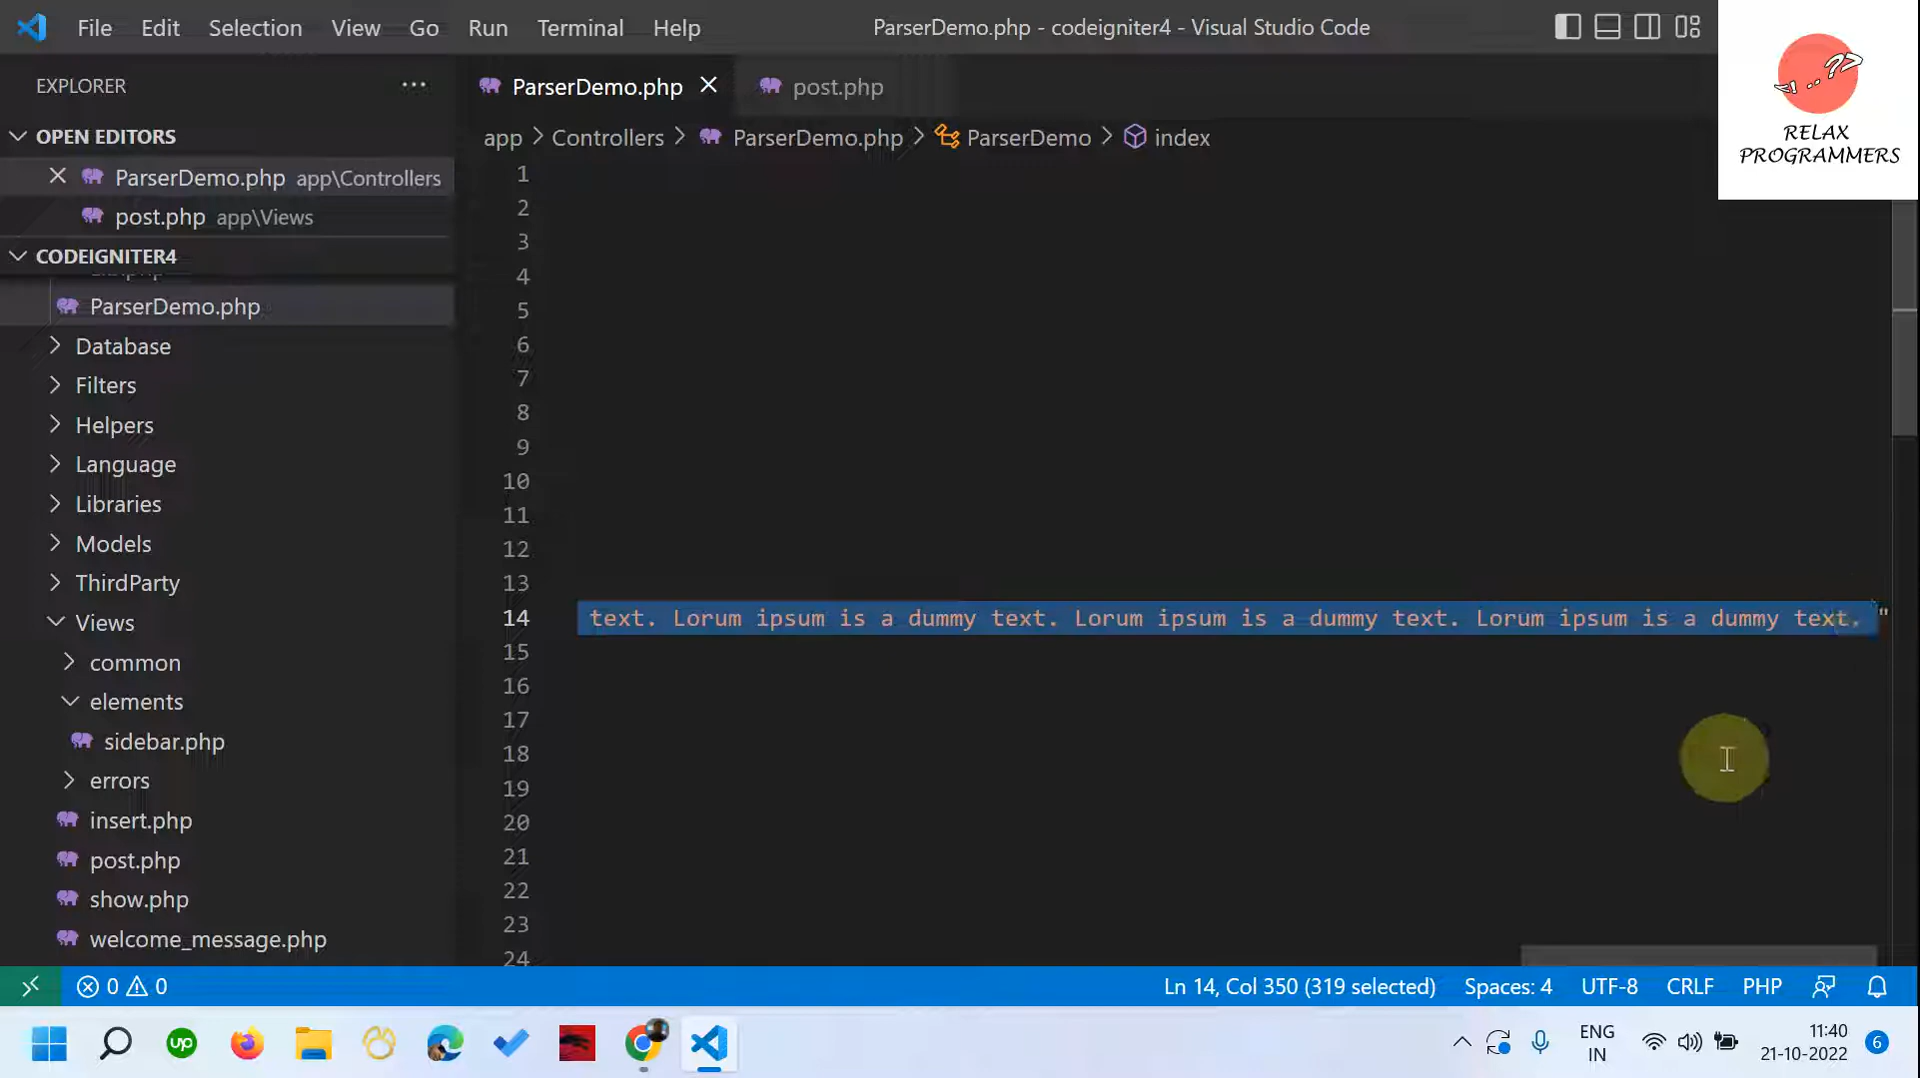 File Edit Selection View Go Run Terminal Help
ParserDemo.php - codeigniter4 - Visual Studio Code
<!..??>
RELAX
PROGRAMMERS
EXPLORER
OPEN EDITORS
ParserDemo.php app\Controllers
post.php app\Views
CODEIGNITER4
ParserDemo.php
Database
Filters
Helpers
Language
Libraries
Models
ThirdParty
Views
common
elements
sidebar.php
errors
insert.php
post.php
show.php
welcome_message.php
ParserDemo.php post.php
app > Controllers > ParserDemo.php > ParserDemo > index
1
2
3
4
5
6
7
8
9
10
11
12
13
14 text. Lorum ipsum is a dummy text. Lorum ipsum is a dummy text. Lorum ipsum is a dummy text. "
15
16
17
18
19
20
21
22
23
24
0 0
Ln 14, Col 350 (319 selected) Spaces: 4 UTF-8 CRLF PHP
up
ENG
IN
11:40
21-10-2022
6